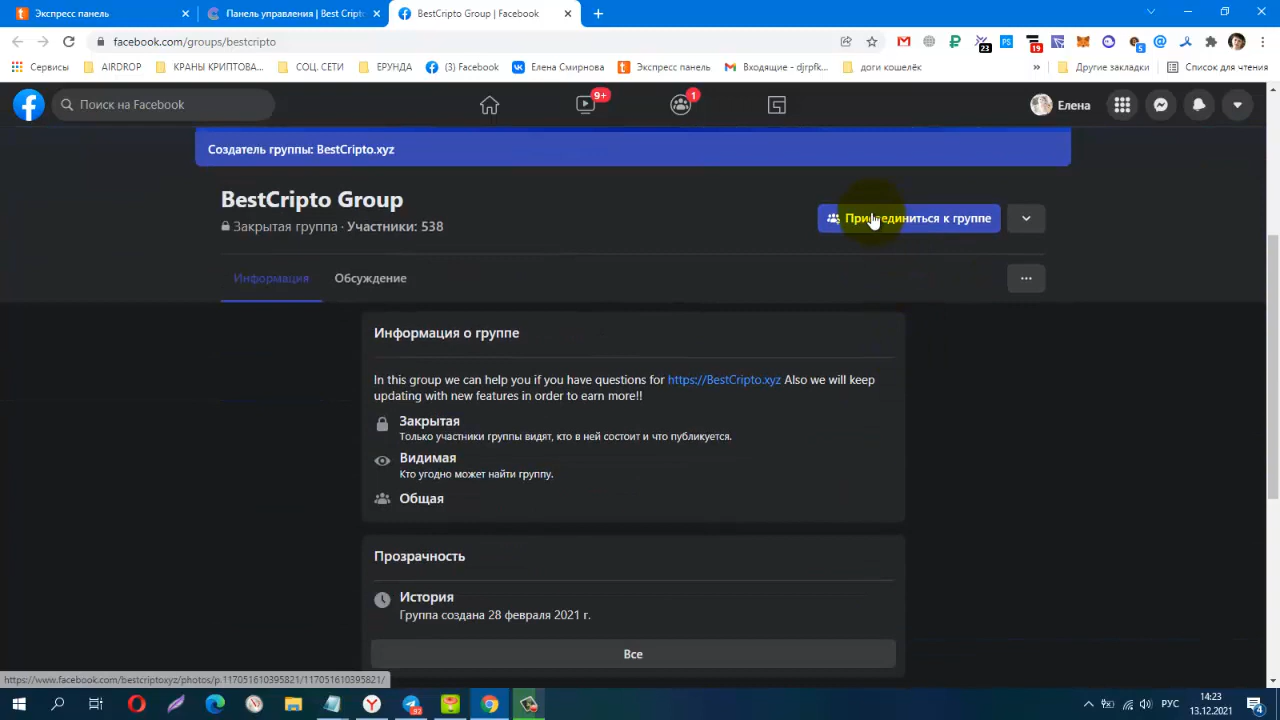 Экспресс панель
Панель управления | Best Cripto
BestCripto Group | Facebook
facebook.com/groups/bestcripto
23
19
5
Сервисы
AIRDROP
КРАНЫ КРИПТОВА...
СОЦ. СЕТИ
ЕРУНДА
(3) Facebook
Елена Смирнова
Экспресс панель
Входящие - djrpfk...
доги кошелёк
»
Другие закладки
Список для чтения
Поиск на Facebook
9+
1
Елена
Создатель группы: BestCripto.xyz
BestCripto Group
Закрытая группа · Участники: 538
Присоединиться к группе
Информация
Обсуждение
Информация о группе
In this group we can help you if you have questions for https://BestCripto.xyz Also we will keep
updating with new features in order to earn more!!
Закрытая
Только участники группы видят, кто в ней состоит и что публикуется.
Видимая
Кто угодно может найти группу.
Общая
Прозрачность
История
Группа создана 28 февраля 2021 г.
Все
https://www.facebook.com/bestcriptoxyz/photos/p.117051610395821/117051610395821/
РУС
14:23
13.12.2021
4